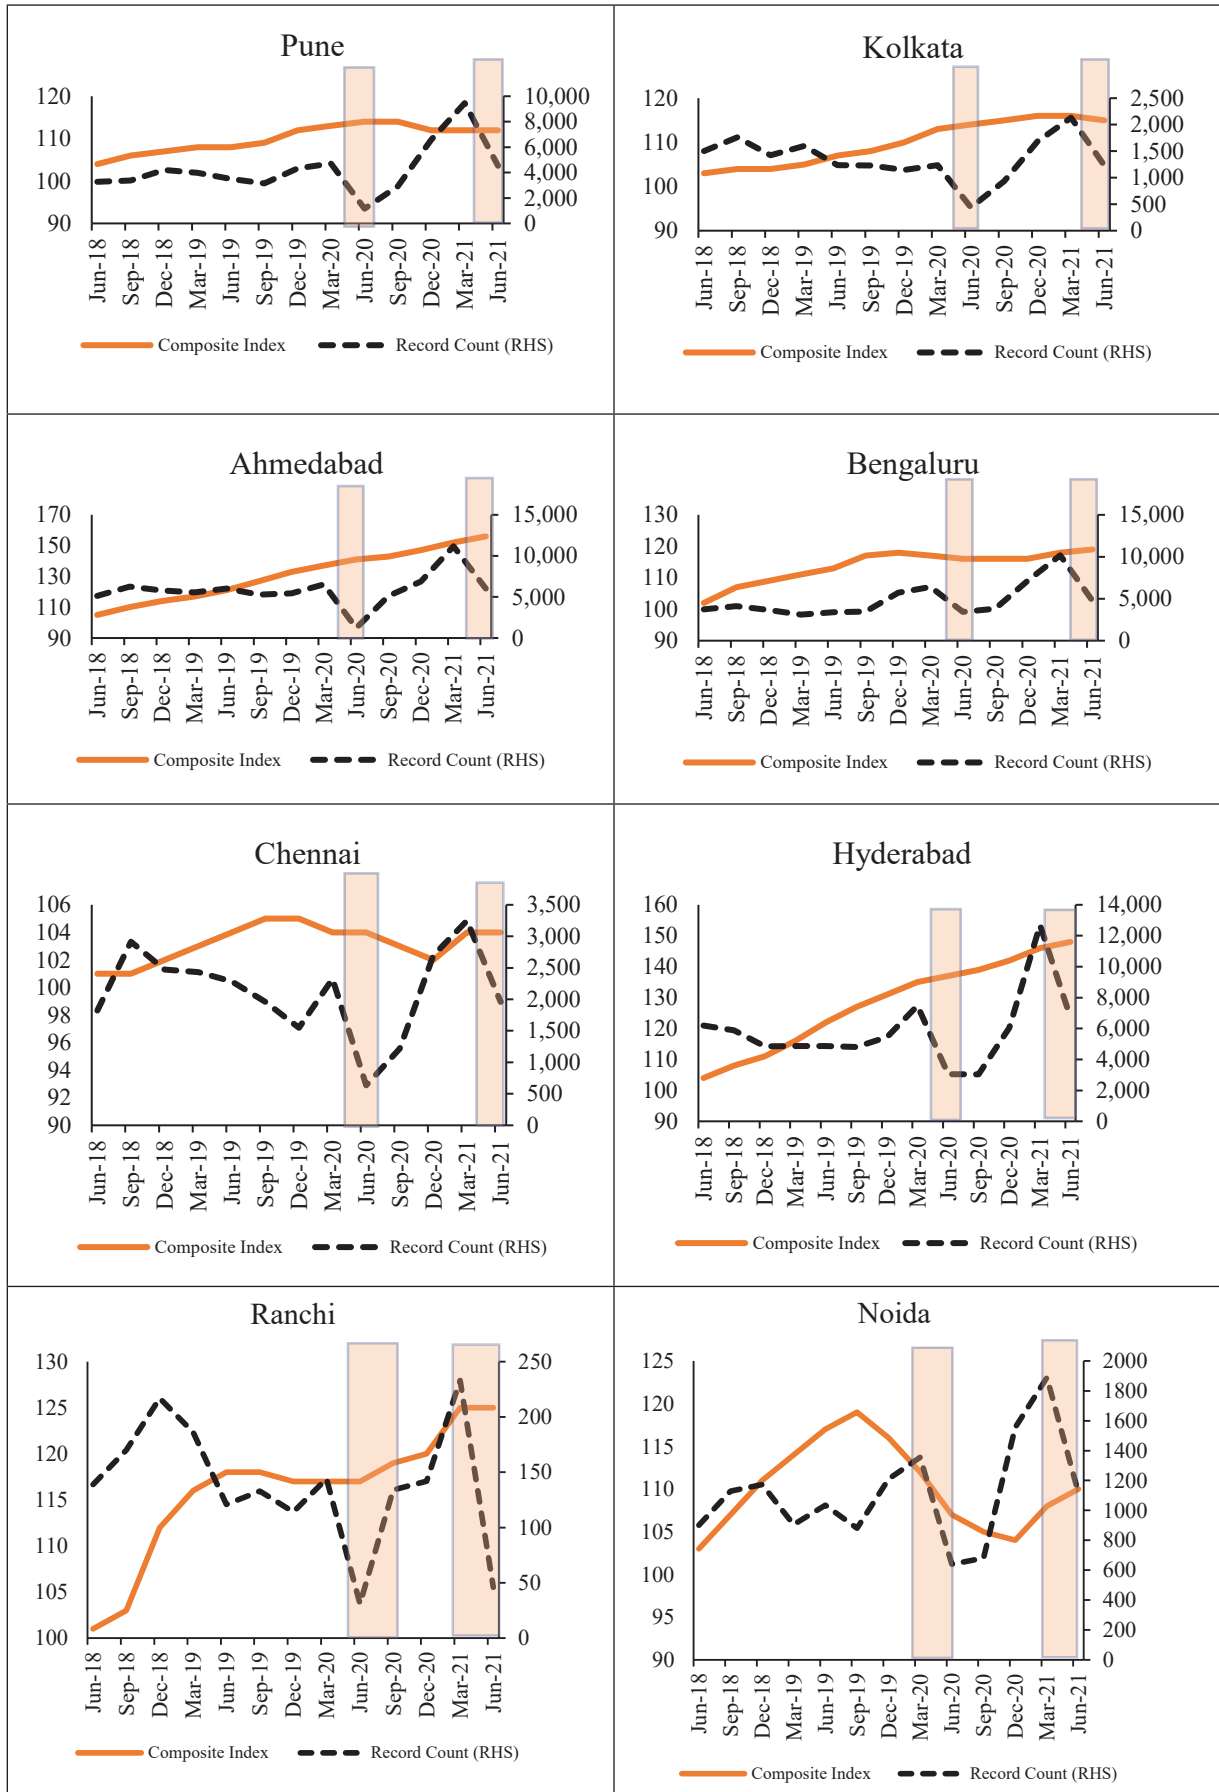 Pune
120
110
100
90
10,000
8,000
6,000
4,000
2,000
0
Jun-18
Sep-18
Dec-18
Mar-19
Jun-19
Sep-19
Dec-19
Mar-20
Jun-20
Sep-20
Dec-20
Mar-21
Jun-21
Composite Index
Record Count (RHS)
Kolkata
120
110
100
90
2,500
2,000
1,500
1,000
500
0
Jun-18
Sep-18
Dec-18
Mar-19
Jun-19
Sep-19
Dec-19
Mar-20
Jun-20
Sep-20
Dec-20
Mar-21
Jun-21
Composite Index
Record Count (RHS)
Ahmedabad
170
150
130
110
90
15,000
10,000
5,000
0
Jun-18
Sep-18
Dec-18
Mar-19
Jun-19
Sep-19
Dec-19
Mar-20
Jun-20
Sep-20
Dec-20
Mar-21
Jun-21
Composite Index
Record Count (RHS)
Bengaluru
130
120
110
100
90
15,000
10,000
5,000
0
Jun-18
Sep-18
Dec-18
Mar-19
Jun-19
Sep-19
Dec-19
Mar-20
Jun-20
Sep-20
Dec-20
Mar-21
Jun-21
Composite Index
Record Count (RHS)
Chennai
106
104
102
100
98
96
94
92
90
3,500
3,000
2,500
2,000
1,500
1,000
500
0
Jun-18
Sep-18
Dec-18
Mar-19
Jun-19
Sep-19
Dec-19
Mar-20
Jun-20
Sep-20
Dec-20
Mar-21
Jun-21
Composite Index
Record Count (RHS)
Hyderabad
160
150
140
130
120
110
100
90
14,000
12,000
10,000
8,000
6,000
4,000
2,000
0
Jun-18
Sep-18
Dec-18
Mar-19
Jun-19
Sep-19
Dec-19
Mar-20
Jun-20
Sep-20
Dec-20
Mar-21
Jun-21
Composite Index
Record Count (RHS)
Ranchi
130
125
120
115
110
105
100
250
200
150
100
50
0
Jun-18
Sep-18
Dec-18
Mar-19
Jun-19
Sep-19
Dec-19
Mar-20
Jun-20
Sep-20
Dec-20
Mar-21
Jun-21
Composite Index
Record Count (RHS)
Noida
125
120
115
110
105
100
95
90
2000
1800
1600
1400
1200
1000
800
600
400
200
0
Jun-18
Sep-18
Dec-18
Mar-19
Jun-19
Sep-19
Dec-19
Mar-20
Jun-20
Sep-20
Dec-20
Mar-21
Jun-21
Composite Index
Record Count (RHS)